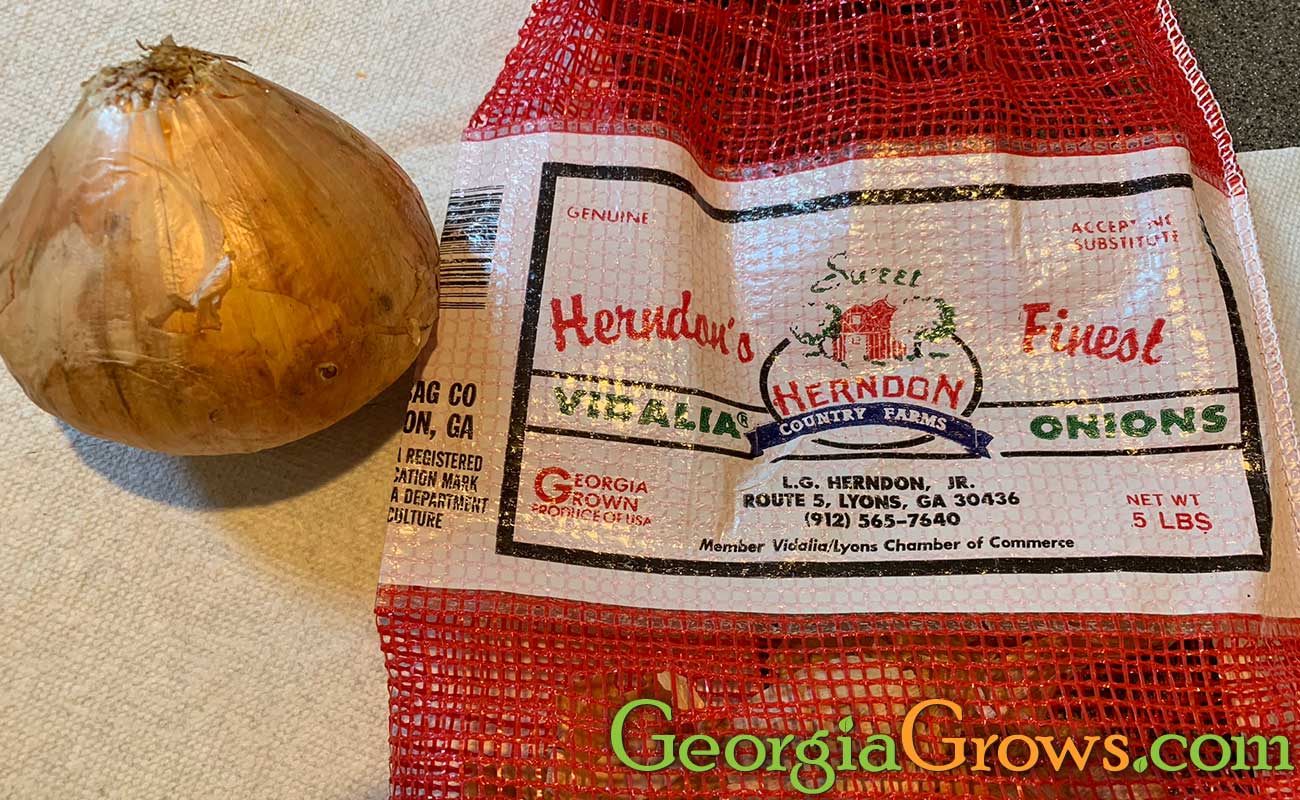 GENUINE
ACCEPT NO
SUBSTITUTE
Sweet
Herndon's
Finest
HERNDON
COUNTRY FARMS
VIDALIA®
ONIONS
GEORGIA
GROWN
PRODUCE OF USA
L.G. HERNDON, JR.
ROUTE 5, LYONS, GA 30436
(912) 565-7640
Member Vidalia/Lyons Chamber of Commerce
NET WT
5 LBS
BAG CO
ON, GA
REGISTERED
CATION MARK
A DEPARTMENT
CULTURE
GeorgiaGrows.com